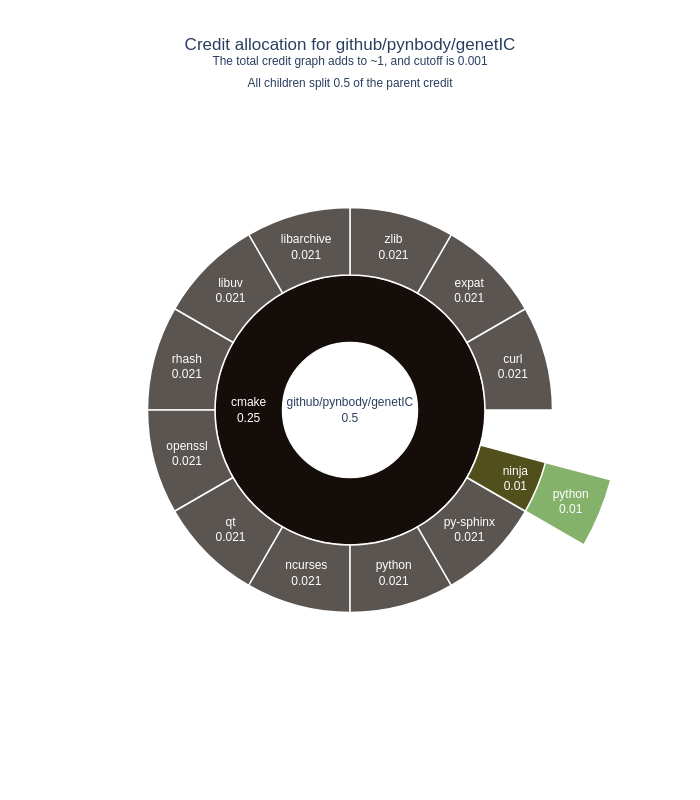 Credit allocation for github/pynbody/genetIC
The total credit graph adds to ~1, and cutoff is 0.001
All children split 0.5 of the parent credit
libarchive
0.021
zlib
0.021
libuv
0.021
expat
0.021
rhash
0.021
curl
0.021
cmake
0.25
github/pynbody/genetIC
0.5
openssl
0.021
ninja
0.01
python
0.01
qt
0.021
py-sphinx
0.021
ncurses
0.021
python
0.021